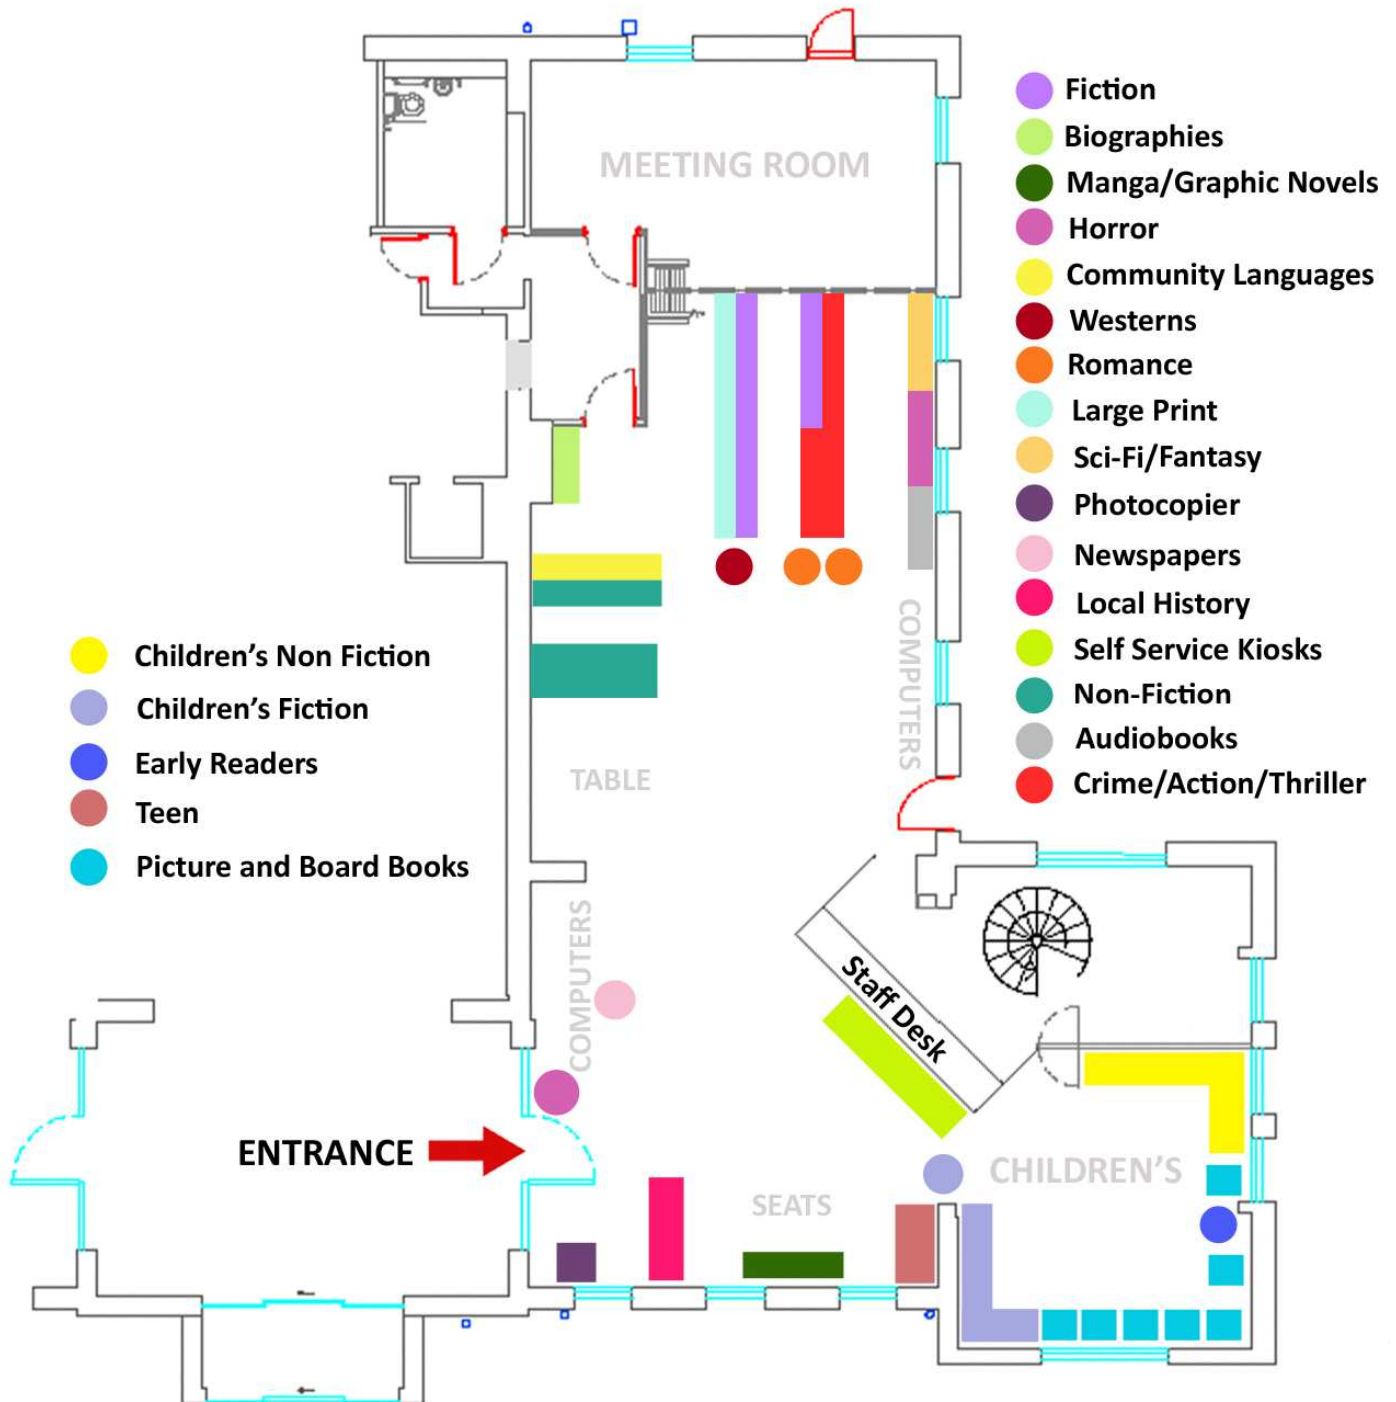 MEETING ROOM
Fiction
Biographies
Manga/Graphic Novels
Horror
Community Languages
Westerns
Romance
Large Print
Sci-Fi/Fantasy
Photocopier
Newspapers
Local History
Self Service Kiosks
Non-Fiction
Audiobooks
Crime/Action/Thriller
Children's Non Fiction
Children's Fiction
Early Readers
Teen
Picture and Board Books
COMPUTERS
TABLE
COMPUTERS
Staff Desk
ENTRANCE
CHILDREN'S
SEATS